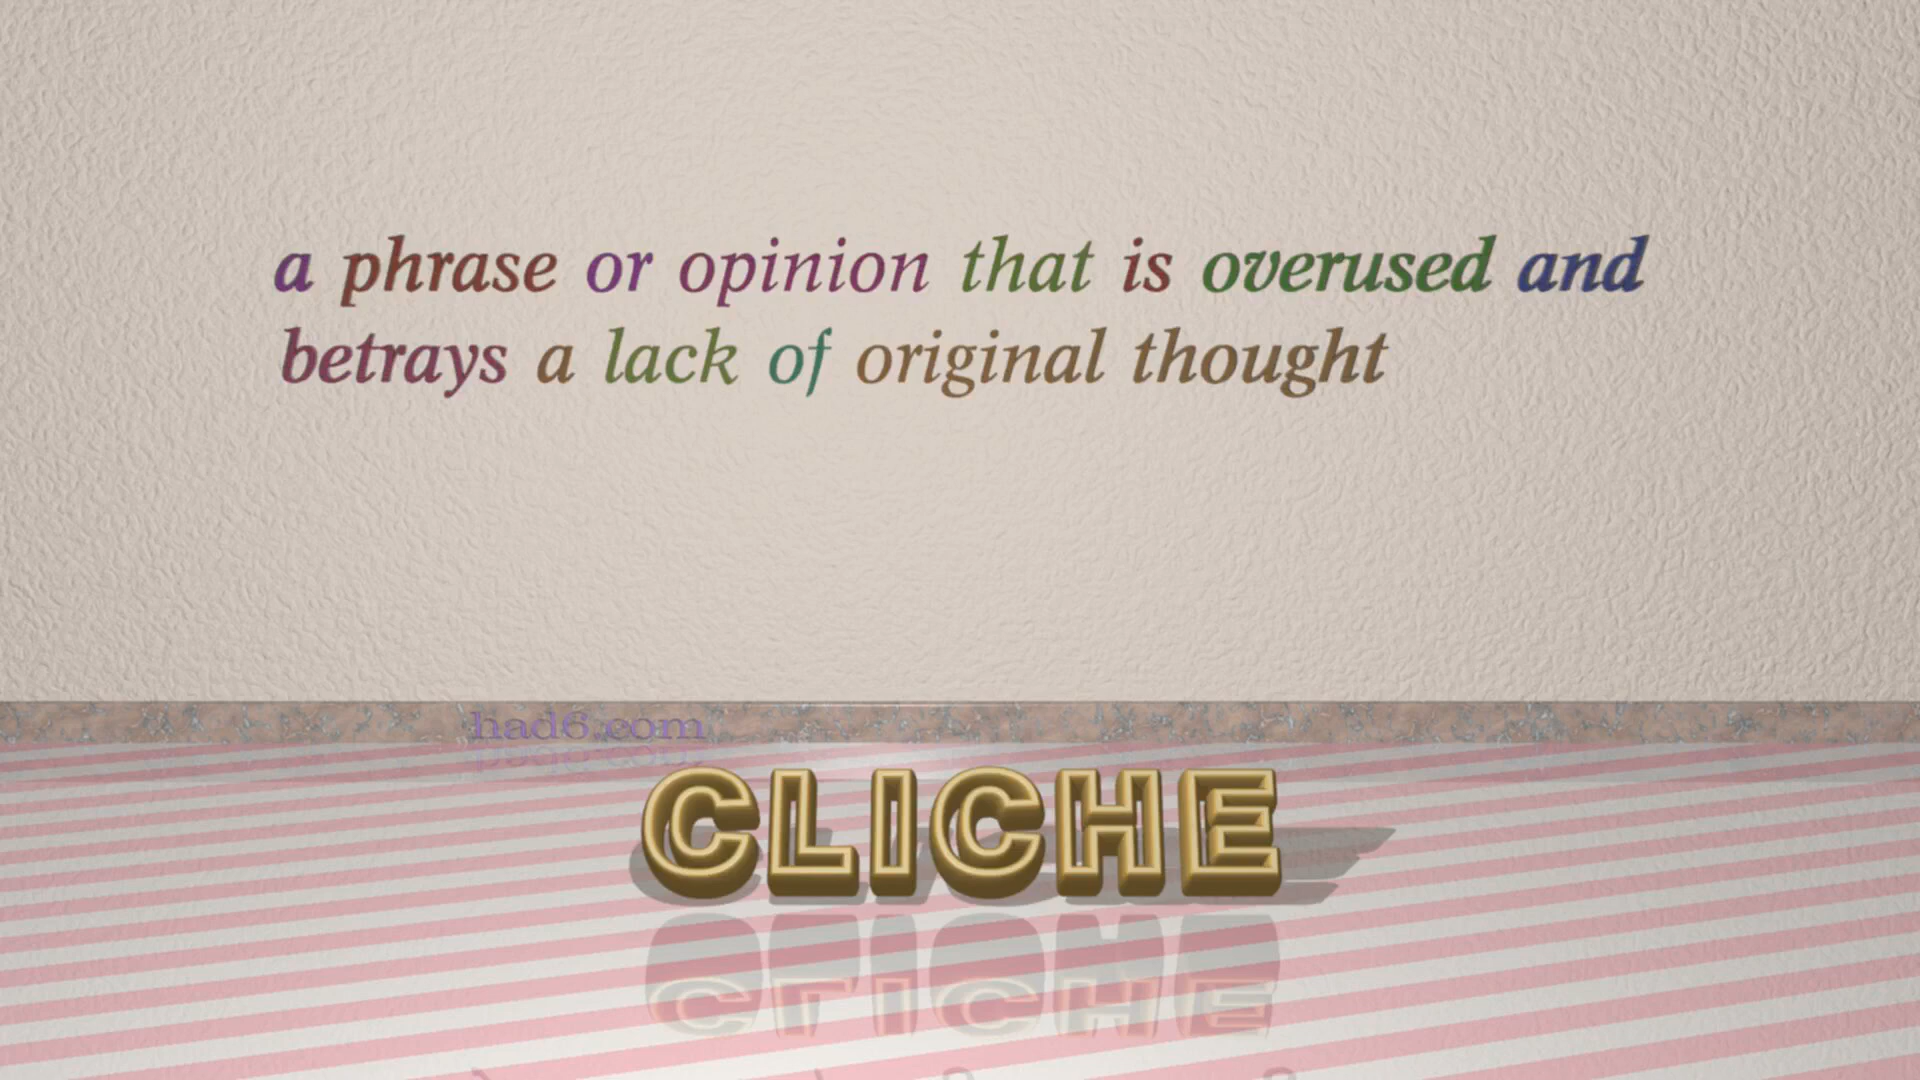 a phrase or opinion that is overused and
betrays a lack of original thought
had6.com
CLICHE